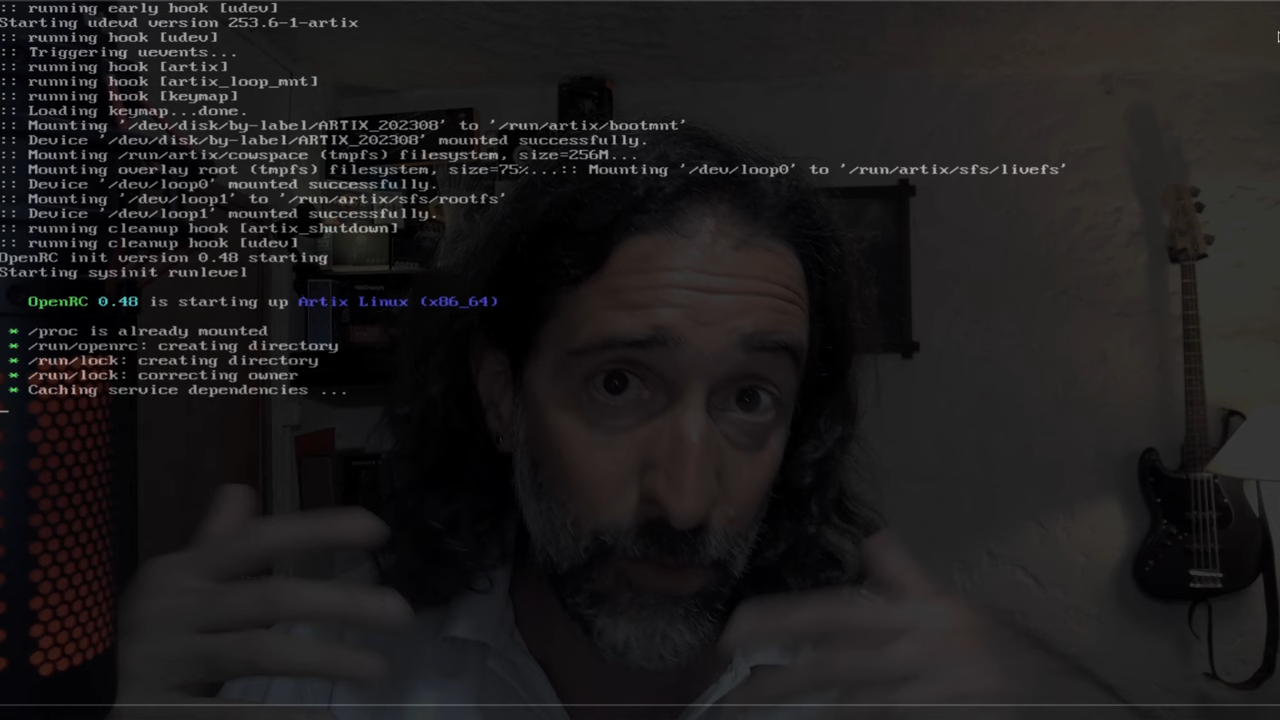 :: running early hook [udev]
Starting udevd version 253.6-1-artix
:: running hook [udev]
:: Triggering uevents...
:: running hook [artix]
:: running hook [artix_loop_mnt]
:: running hook [keymap]
:: Loading keymap...done.
:: Mounting '/dev/disk/by-label/ARTIX_202308' to '/run/artix/bootmnt'
:: Device '/dev/disk/by-label/ARTIX_202308' mounted successfully.
:: Mounting /run/artix/cowspace (tmpfs) filesystem, size=256M...
:: Mounting overlay root (tmpfs) filesystem, size=75%...:: Mounting '/dev/loop0' to '/run/artix/sfs/livefs'
:: Device '/dev/loop0' mounted successfully.
:: Mounting '/dev/loop1' to '/run/artix/sfs/rootfs'
:: Device '/dev/loop1' mounted successfully.
:: running cleanup hook [artix_shutdown]
:: running cleanup hook [udev]
OpenRC init version 0.48 starting
Starting sysinit runlevel
OpenRC 0.48 is starting up Artix Linux (x86_64)
* /proc is already mounted
* /run/openrc: creating directory
* /run/lock: creating directory
* /run/lock: correcting owner
* Caching service dependencies ...